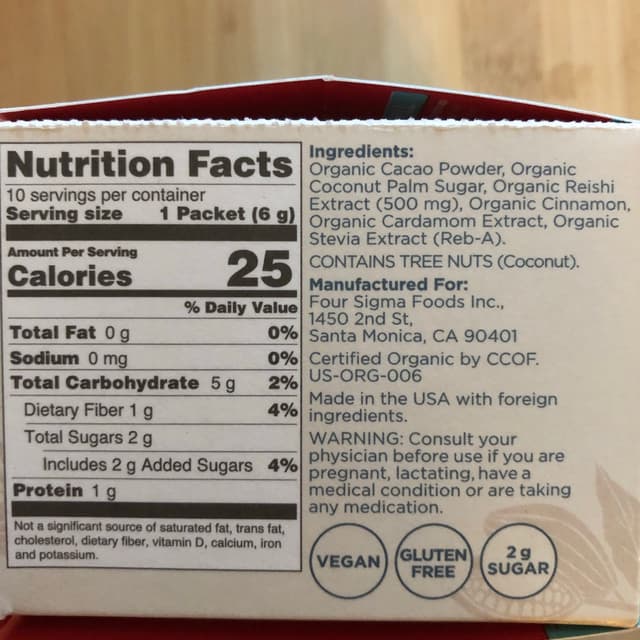 Nutrition Facts
10 servings per container
Serving size 1 Packet (6 g)
Amount Per Serving
Calories 25
% Daily Value
Total Fat 0 g 0%
Sodium 0 mg 0%
Total Carbohydrate 5 g 2%
Dietary Fiber 1 g 4%
Total Sugars 2 g
Includes 2 g Added Sugars 4%
Protein 1 g
Not a significant source of saturated fat, trans fat,
cholesterol, dietary fiber, vitamin D, calcium, iron
and potassium.
Ingredients:
Organic Cacao Powder, Organic
Coconut Palm Sugar, Organic Reishi
Extract (500 mg), Organic Cinnamon,
Organic Cardamom Extract, Organic
Stevia Extract (Reb-A).
CONTAINS TREE NUTS (Coconut).
Manufactured For:
Four Sigma Foods Inc.,
1450 2nd St,
Santa Monica, CA 90401
Certified Organic by CCOF.
US-ORG-006
Made in the USA with foreign
ingredients.
WARNING: Consult your
physician before use if you are
pregnant, lactating, have a
medical condition or are taking
any medication.
VEGAN
GLUTEN
FREE
2 g
SUGAR